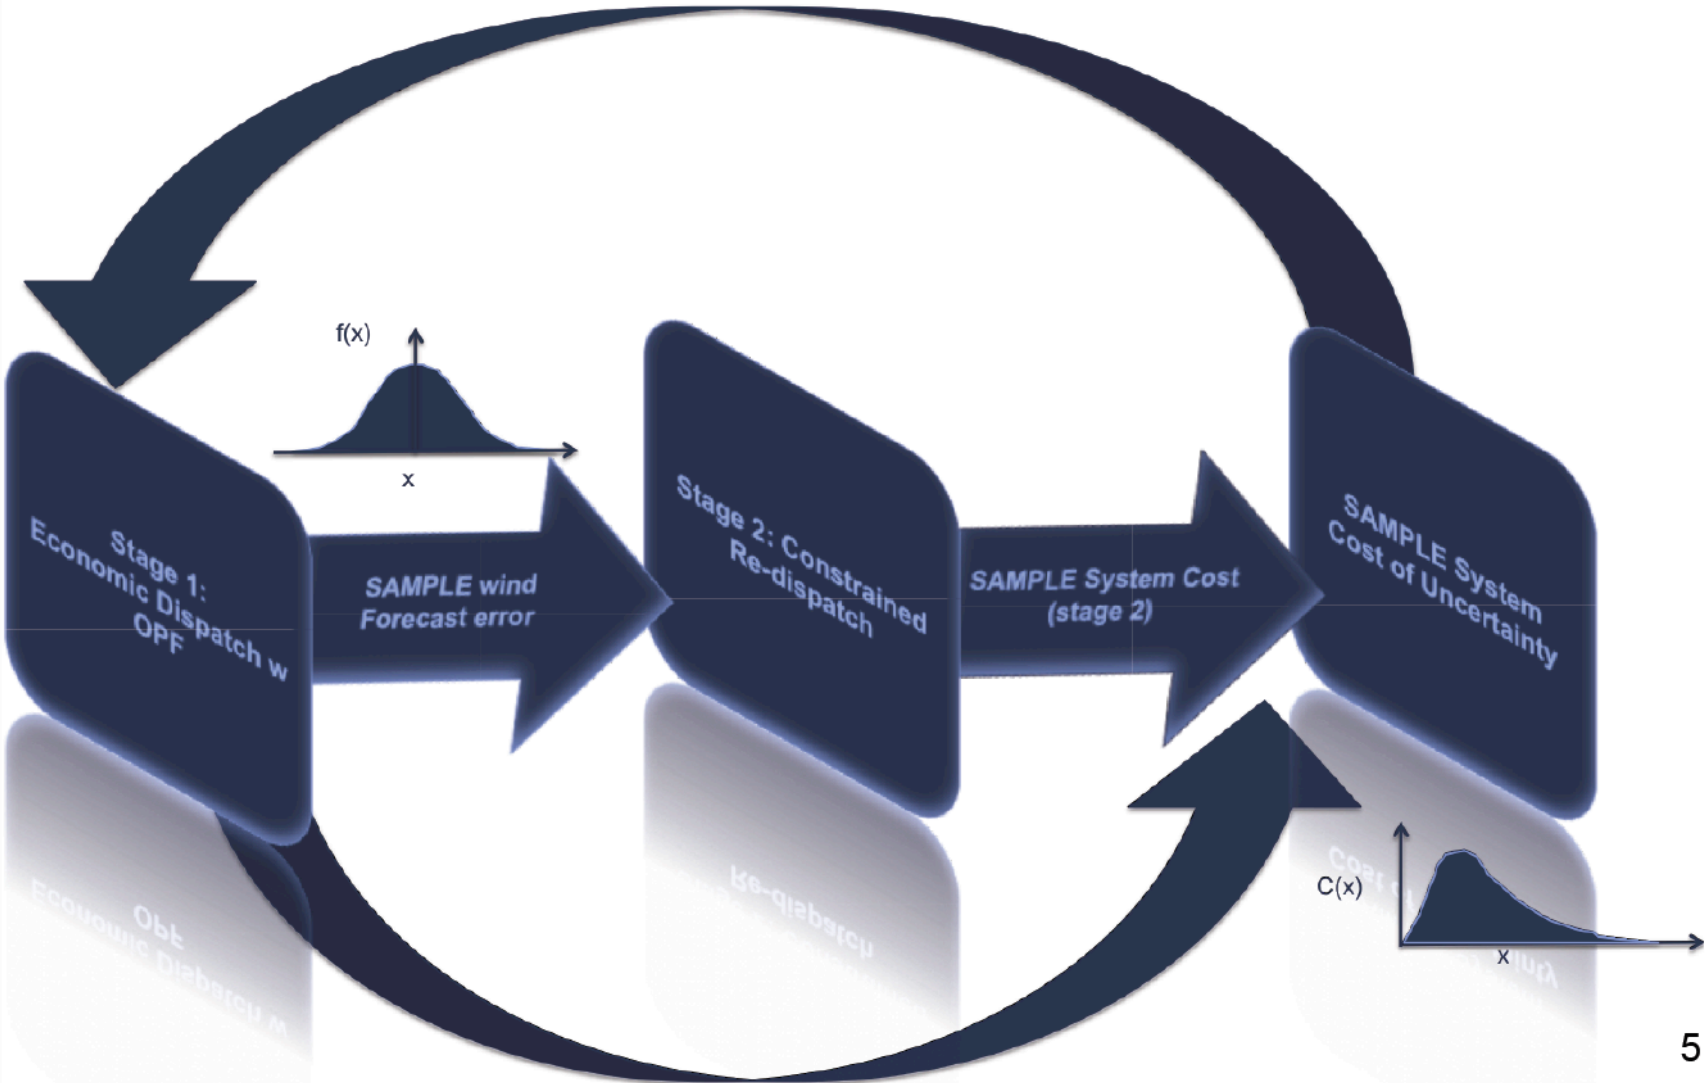 f(x)
x
Stage 1:
Economic Dispatch w
OPF
SAMPLE wind
Forecast error
Stage 2: Constrained
Re-dispatch
SAMPLE System Cost
(stage 2)
SAMPLE System
Cost of Uncertainty
C(x)
x
5